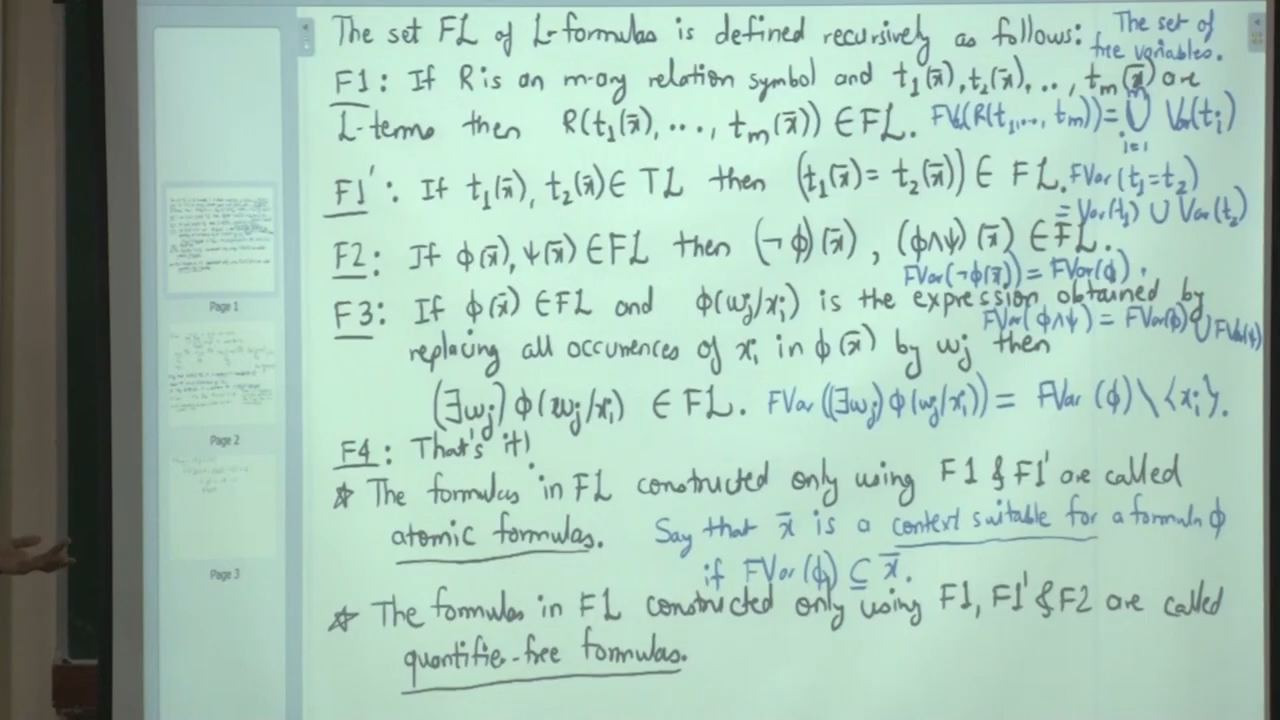 The set FL of L-formulas is defined recursively as follows: The set of free variables.
F1: If R is an m-ary relation symbol and t₁(x̄), t₂(x̄), .., tₘ(x̄) are
L-terms then R(t₁(x̄), ..., tₘ(x̄)) ∈ FL. FVar(R(t₁,..., tₘ)) = ⋃ᵢ₌₁ᵐ Var(tᵢ)
F1': If t₁(x̄), t₂(x̄) ∈ TL then (t₁(x̄) = t₂(x̄)) ∈ FL. FVar(t₁=t₂)
= Var(t₁) ∪ Var(t₂)
F2: If ϕ(x̄), ψ(x̄) ∈ FL then (¬ϕ)(x̄), (ϕ∧ψ)(x̄) ∈ FL.
FVar(¬ϕ(x̄)) = FVar(ϕ).
F3: If ϕ(x̄) ∈ FL and ϕ(wⱼ/xᵢ) is the expression obtained by
FVar(ϕ∧ψ) = FVar(ϕ) ∪ FVar(ψ)
replacing all occurrences of xᵢ in ϕ(x̄) by wⱼ then
(∃wⱼ) ϕ(wⱼ/xᵢ) ∈ FL. FVar((∃wⱼ) ϕ(wⱼ/xᵢ)) = FVar(ϕ) \ {xᵢ}.
F4: That's it!
☆ The formulas in FL constructed only using F1 & F1' are called
atomic formulas. Say that x̄ is a context suitable for a formula ϕ
if FVar(ϕ) ⊆ x̄.
☆ The formulas in FL constructed only using F1, F1' & F2 are called
quantifier-free formulas.
Page 1
Page 2
Page 3